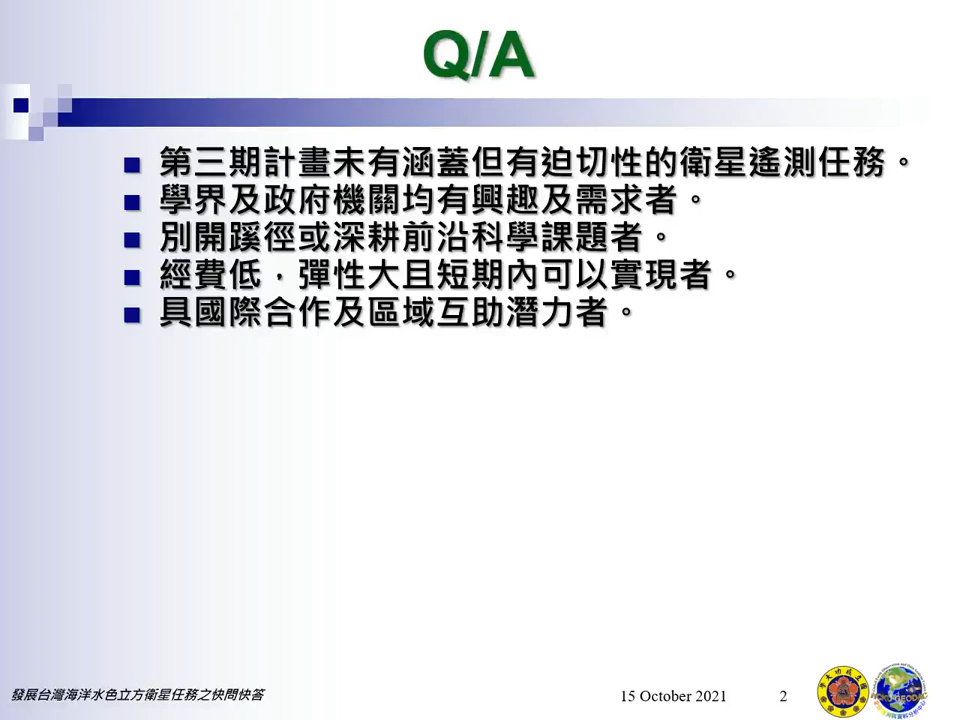 Q/A
第三期計畫未有涵蓋但有迫切性的衛星遙測任務。
學界及政府機關均有興趣及需求者。
別開蹊徑或深耕前沿科學課題者。
經費低，彈性大且短期內可以實現者。
具國際合作及區域互助潛力者。
發展台灣海洋水色立方衛星任務之快問快答
15 October 2021
2